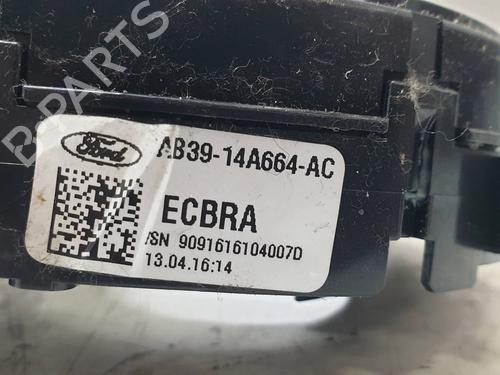 B-PARTS
Ford
AB39-14A664-AC
ECBRA
/SN 9091616104007D
13.04.16:14